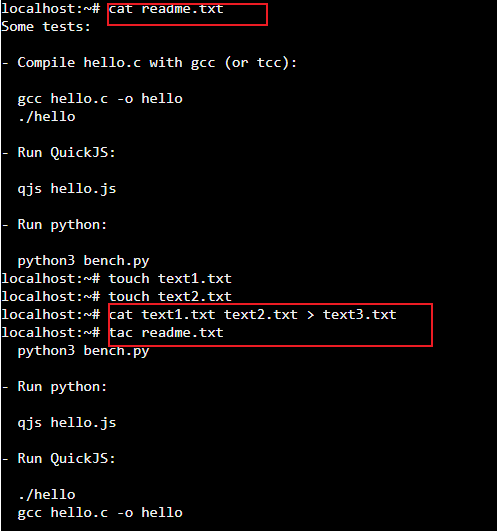 localhost:~# cat readme.txt
Some tests:
- Compile hello.c with gcc (or tcc):
gcc hello.c -o hello
./hello
- Run QuickJS:
qjs hello.js
- Run python:
python3 bench.py
localhost:~# touch text1.txt
localhost:~# touch text2.txt
localhost:~# cat text1.txt text2.txt > text3.txt
localhost:~# tac readme.txt
python3 bench.py
- Run python:
qjs hello.js
- Run QuickJS:
./hello
gcc hello.c -o hello